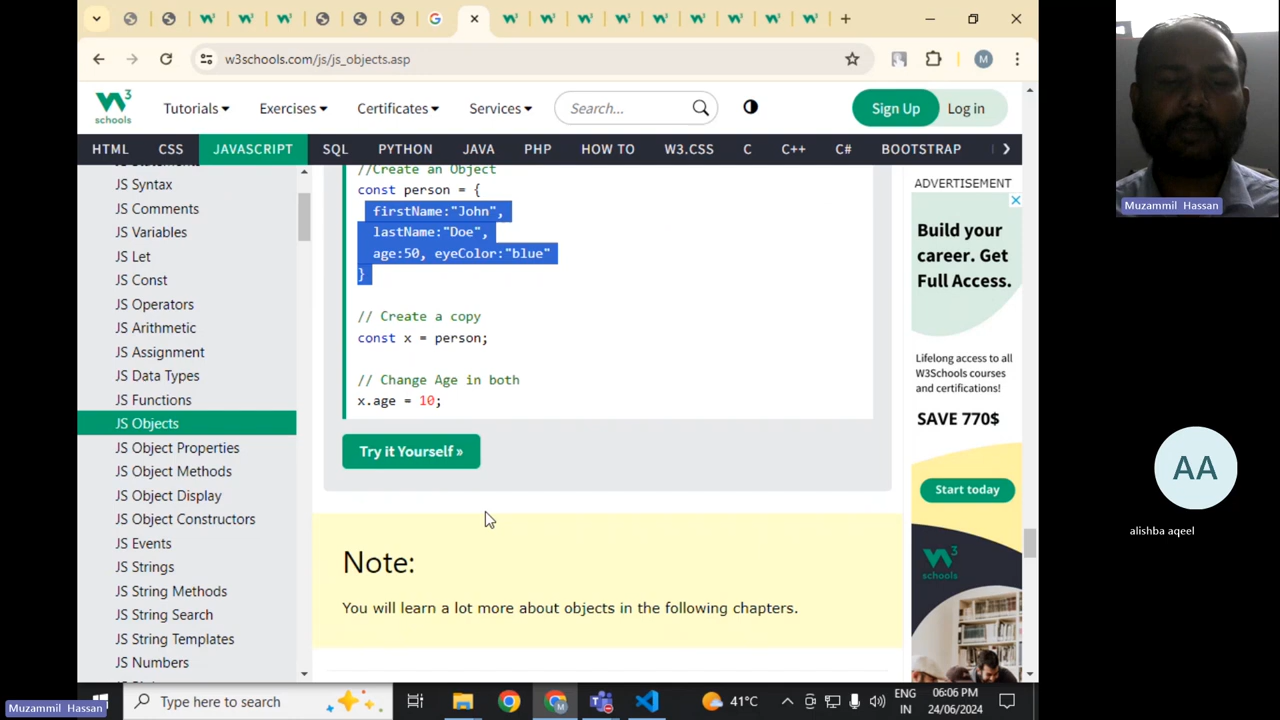 w3schools.com/js/js_objects.asp
M
W3
schools
Tutorials
Exercises
Certificates
Services
Search...
Sign Up
Log in
HTML
CSS
JAVASCRIPT
SQL
PYTHON
JAVA
PHP
HOW TO
W3.CSS
C
C++
C#
BOOTSTRAP
JS Syntax
JS Comments
JS Variables
JS Let
JS Const
JS Operators
JS Arithmetic
JS Assignment
JS Data Types
JS Functions
JS Objects
JS Object Properties
JS Object Methods
JS Object Display
JS Object Constructors
JS Events
JS Strings
JS String Methods
JS String Search
JS String Templates
JS Numbers
//Create an Object
const person = {
firstName:"John",
lastName:"Doe",
age:50, eyeColor:"blue"
}
// Create a copy
const x = person;
// Change Age in both
x.age = 10;
Try it Yourself »
Note:
You will learn a lot more about objects in the following chapters.
ADVERTISEMENT
Build your
career. Get
Full Access.
Lifelong access to all
W3Schools courses
and certifications!
SAVE 770$
Start today
W3
schools
Muzammil Hassan
AA
alishba aqeel
Muzammil Hassan
Type here to search
41°C
ENG
IN
06:06 PM
24/06/2024